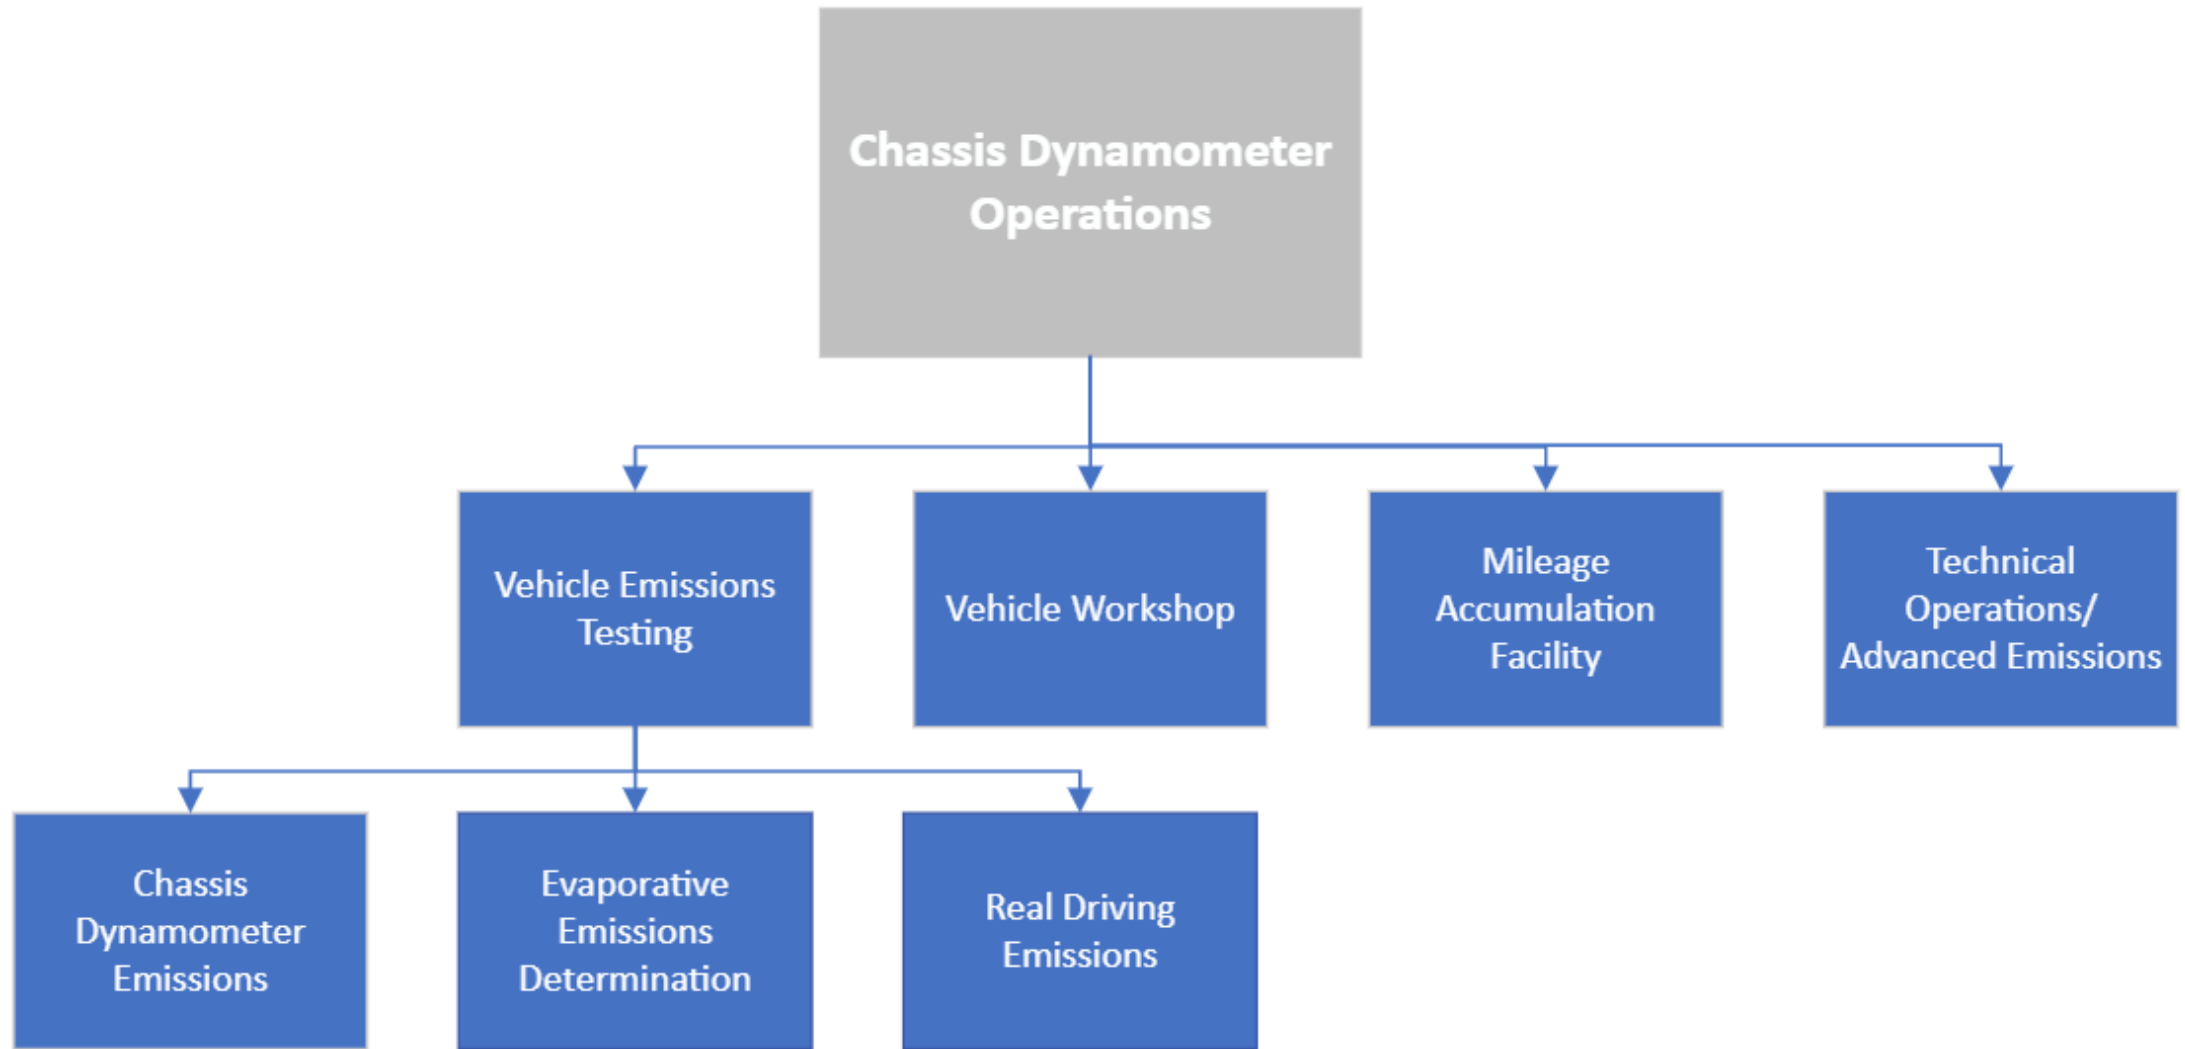 Chassis Dynamometer
Operations
Vehicle Emissions
Testing
Vehicle Workshop
Mileage
Accumulation
Facility
Technical
Operations/
Advanced Emissions
Chassis
Dynamometer
Emissions
Evaporative
Emissions
Determination
Real Driving
Emissions